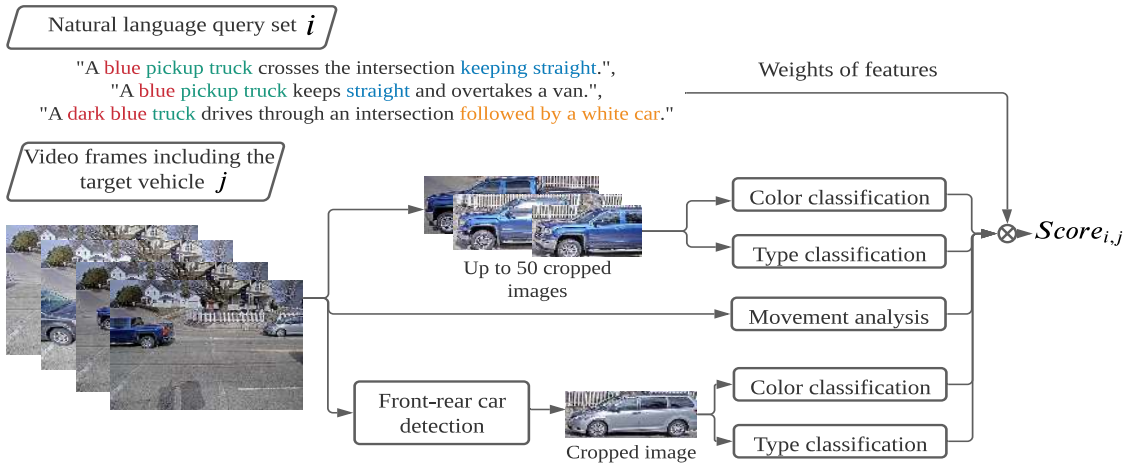 Natural language query set i
"A blue pickup truck crosses the intersection keeping straight.",
"A blue pickup truck keeps straight and overtakes a van.",
"A dark blue truck drives through an intersection followed by a white car."
Weights of features
Video frames including the
target vehicle j
Up to 50 cropped
images
Color classification
Type classification
Score i,j
Movement analysis
Front-rear car
detection
Cropped image
Color classification
Type classification